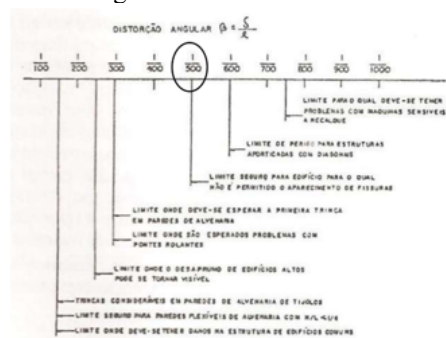 DISTORÇÃO ANGULAR β = δ/ℓ
1/100 1/200 1/300 1/400 1/500 1/600 1/700 1/800 1/900 1/1000
LIMITE PARA O QUAL DEVE-SE TEMER
PROBLEMAS COM MAQUINAS SENSIVEIS
A RECALQUE
LIMITE DE PERIGO PARA ESTRUTURAS
APORTICADAS COM DIAGONAIS
LIMITE SEGURO PARA EDIFÍCIO PARA O QUAL
NÃO É PERMITIDO O APARECIMENTO DE FISSURAS
LIMITE ONDE DEVE-SE ESPERAR A PRIMEIRA TRINCA
EM PAREDES DE ALVENARIA
LIMITE ONDE SÃO ESPERADOS PROBLEMAS COM
PONTES ROLANTES
LIMITE ONDE O DESAPRUMO DE EDIFÍCIOS ALTOS
PODE SE TORNAR VISÍVEL
TRINCAS CONSIDERÁVEIS EM PAREDES DE ALVENARIA DE TIJOLOS
LIMITE SEGURO PARA PAREDES FLEXÍVEIS DE ALVENARIA COM
LIMITE ONDE DEVE-SE TEMER DANOS NA ESTRUTURA DE EDIFÍCIOS COMUNS